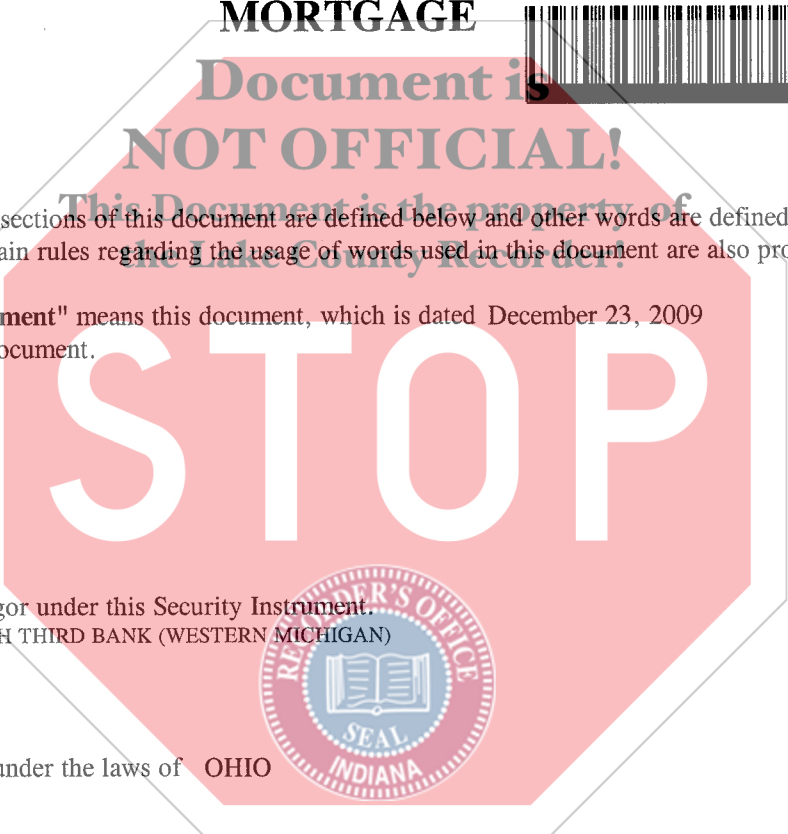 MORTGAGE
Document is
NOT OFFICIAL!
This Document is the property of
the Lake County Recorder!
sections of this document are defined below and other words are defined
ain rules regarding the usage of words used in this document are also pro
ment" means this document, which is dated December 23, 2009
ocument.
STOP
gor under this Security Instrument.
H THIRD BANK (WESTERN MICHIGAN)
RECORDER'S OFFICE
SEAL
INDIANA
under the laws of OHIO